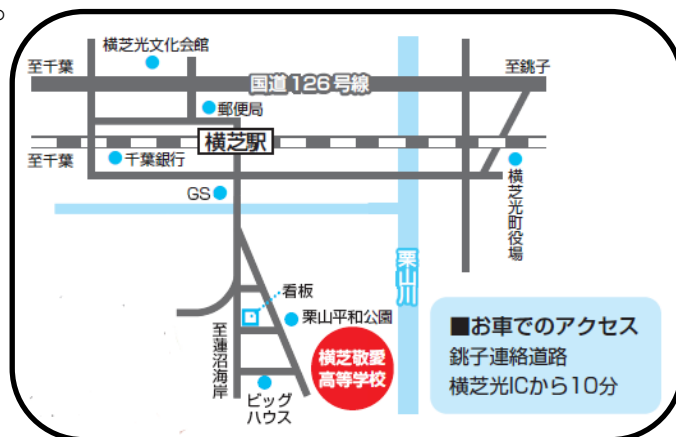 横芝光文化会館
至千葉
至銚子
国道126号線
郵便局
横芝駅
至千葉
千葉銀行
GS
横芝光町役場
栗山川
看板
栗山平和公園
至蓮沼海岸
横芝敬愛
高等学校
ビッグ
ハウス
■お車でのアクセス
銚子連絡道路
横芝光ICから10分